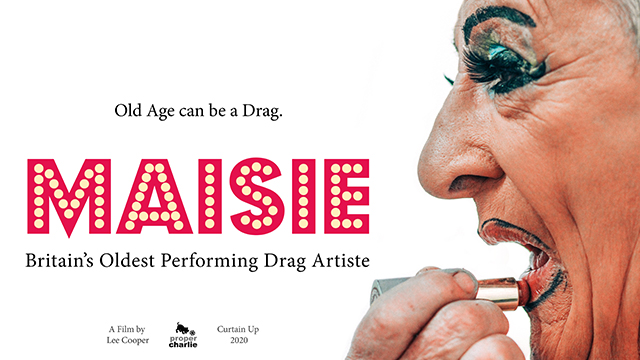 Old Age can be a Drag.
MAISIE
Britain's Oldest Performing Drag Artiste
A Film by
Lee Cooper
proper
charlie
Curtain Up
2020